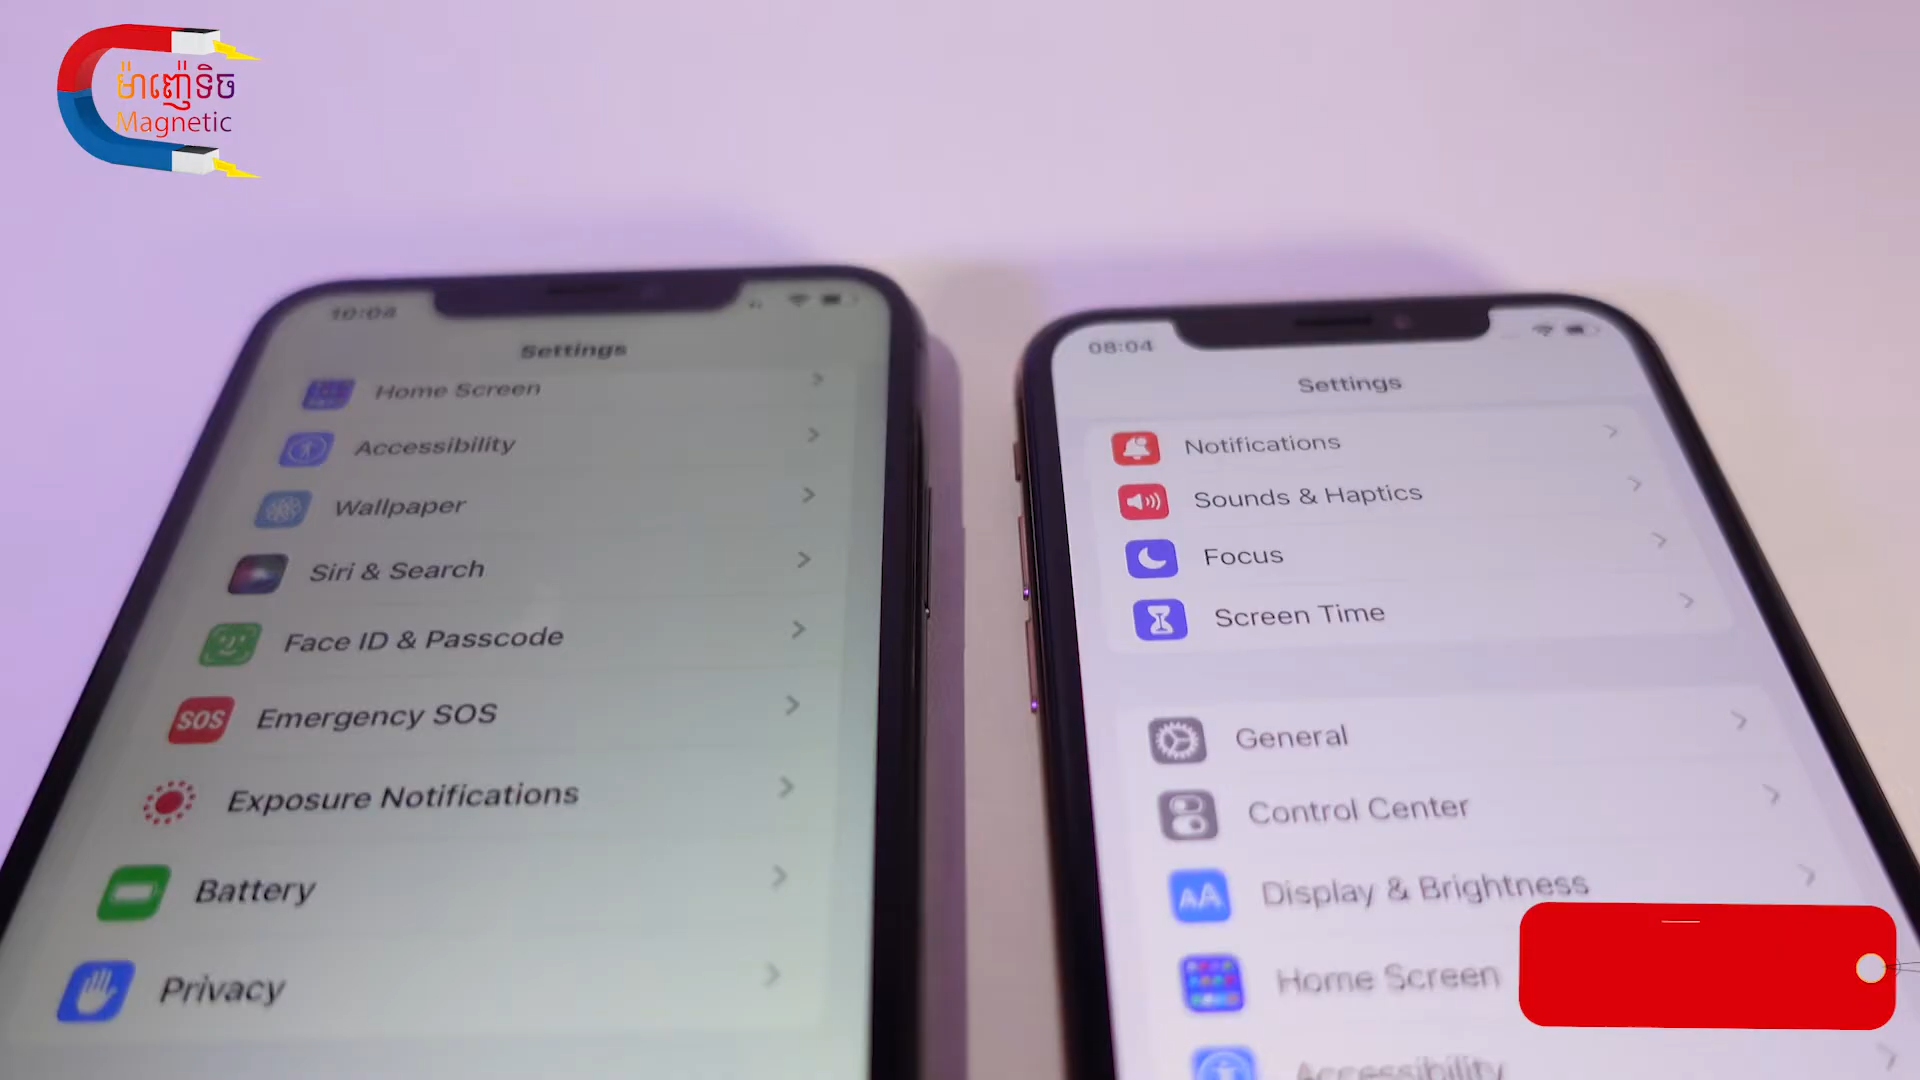 ម៉ាញ៉េទិច
Magnetic
10:04
Settings
Home Screen
Accessibility
Wallpaper
Siri & Search
Face ID & Passcode
SOS
Emergency SOS
Exposure Notifications
Battery
Privacy
08:04
Settings
Notifications
Sounds & Haptics
Focus
Screen Time
General
Control Center
AA
Display & Brightness
Home Screen
Accessibility